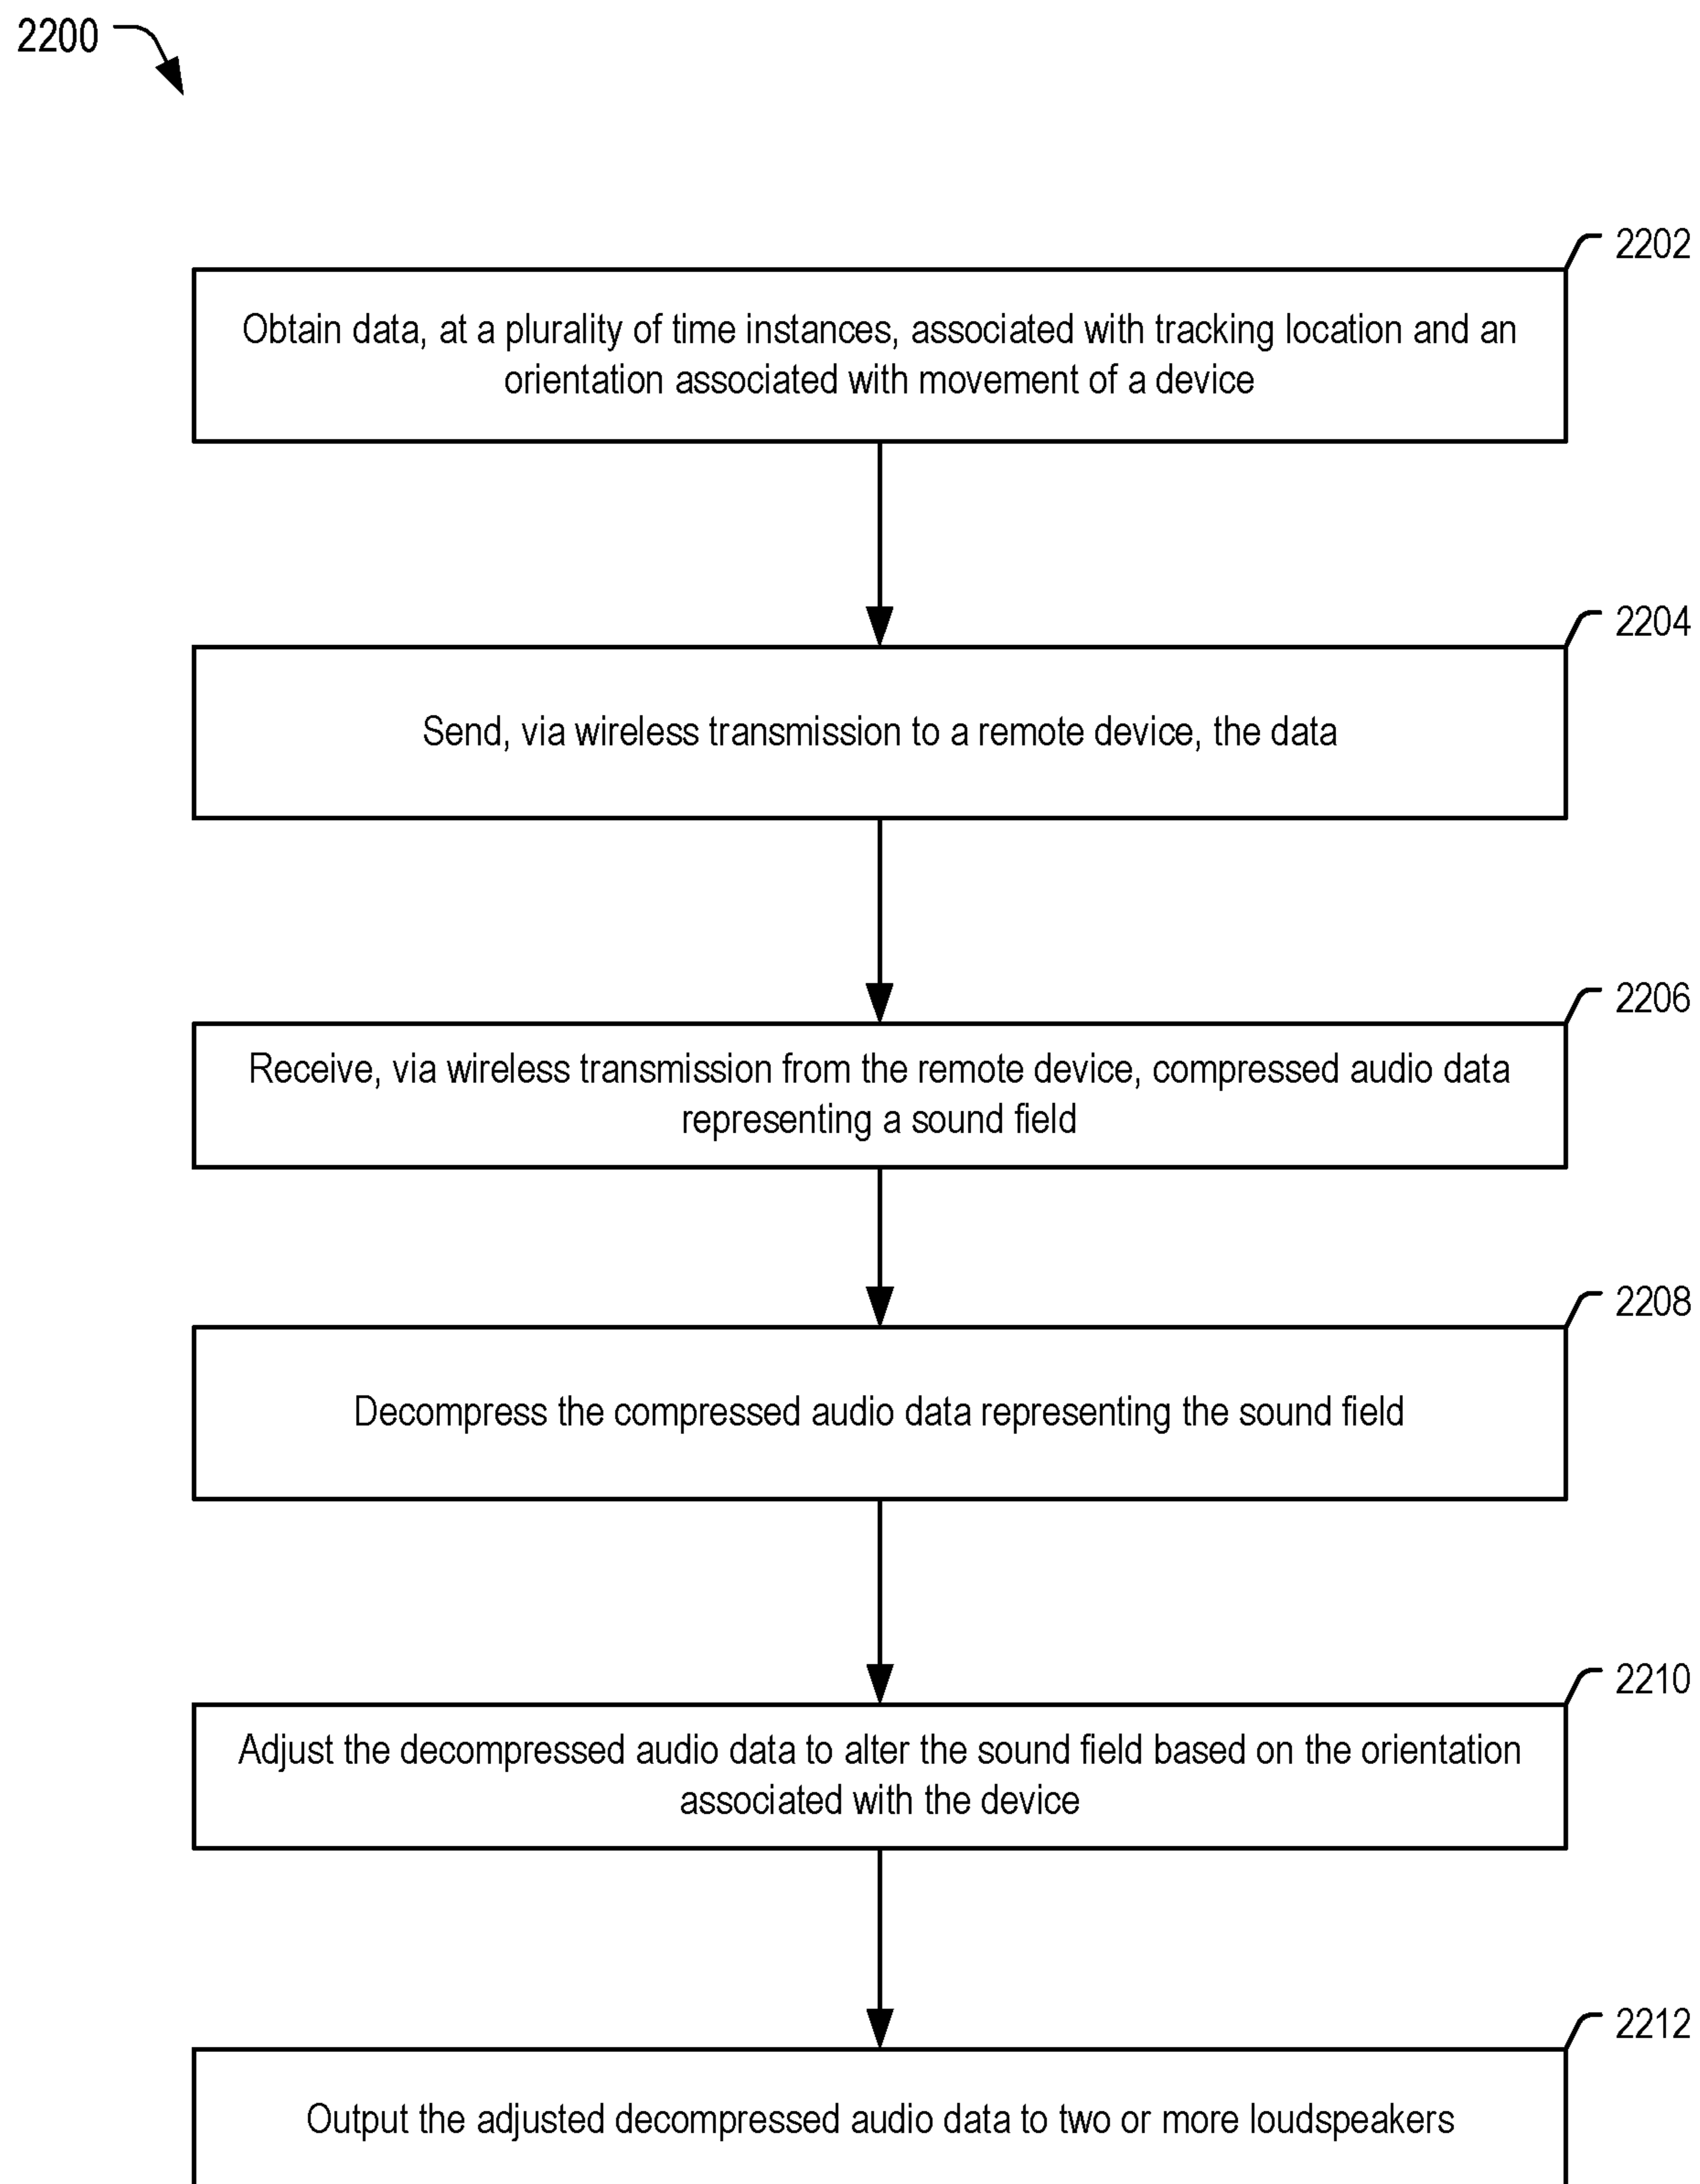 2200
2202
Obtain data, at a plurality of time instances, associated with tracking location and an
orientation associated with movement of a device
2204
Send, via wireless transmission to a remote device, the data
2206
Receive, via wireless transmission from the remote device, compressed audio data
representing a sound field
2208
Decompress the compressed audio data representing the sound field
2210
Adjust the decompressed audio data to alter the sound field based on the orientation
associated with the device
2212
Output the adjusted decompressed audio data to two or more loudspeakers